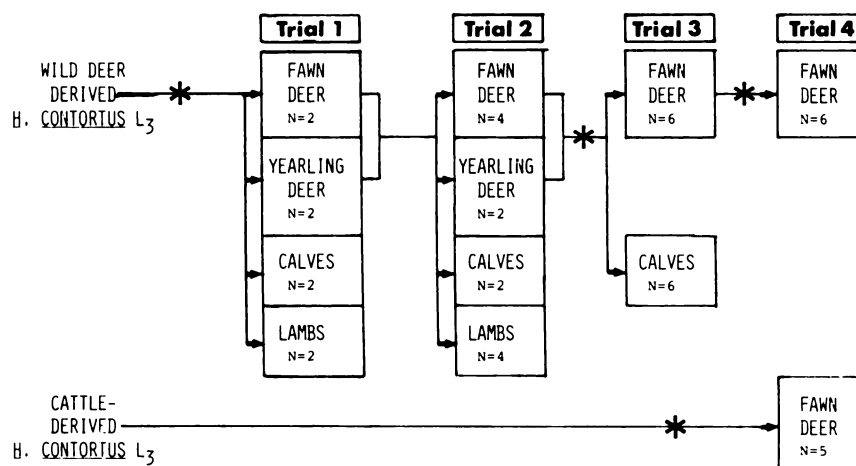 Trial 1
Trial 2
Trial 3
Trial 4
WILD DEER
DERIVED
H. CONTORTUS L3
FAWN
DEER
N=2
YEARLING
DEER
N=2
CALVES
N=2
LAMBS
N=2
FAWN
DEER
N=4
YEARLING
DEER
N=2
CALVES
N=2
LAMBS
N=4
FAWN
DEER
N=6
CALVES
N=6
FAWN
DEER
N=6
CATTLE-
DERIVED
H. CONTORTUS L3
FAWN
DEER
N=5